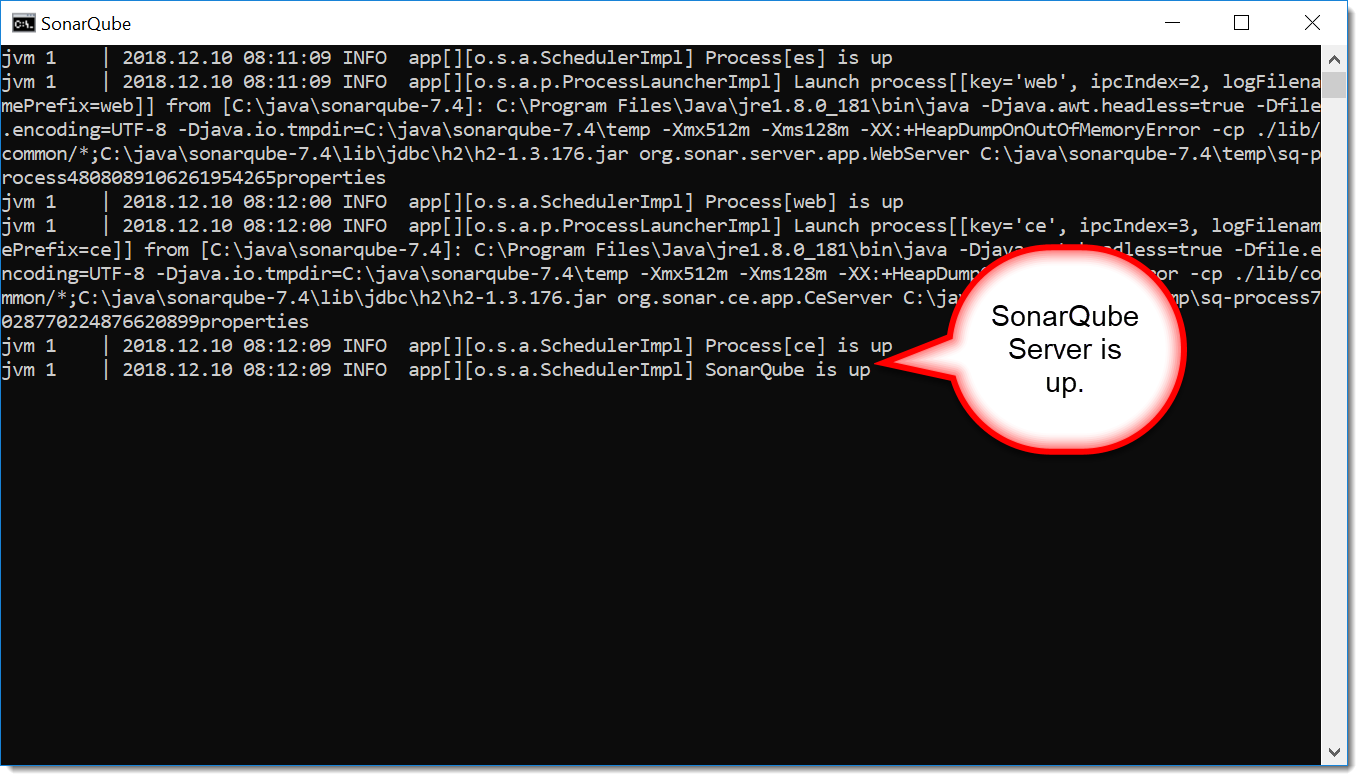 SonarQube
jvm 1    | 2018.12.10 08:11:09 INFO  app[][o.s.a.SchedulerImpl] Process[es] is up
jvm 1    | 2018.12.10 08:11:09 INFO  app[][o.s.a.p.ProcessLauncherImpl] Launch process[[key='web', ipcIndex=2, logFilena
mePrefix=web]] from [C:\java\sonarqube-7.4]: C:\Program Files\Java\jre1.8.0_181\bin\java -Djava.awt.headless=true -Dfile
.encoding=UTF-8 -Djava.io.tmpdir=C:\java\sonarqube-7.4\temp -Xmx512m -Xms128m -XX:+HeapDumpOnOutOfMemoryError -cp ./lib/
common/*;C:\java\sonarqube-7.4\lib\jdbc\h2\h2-1.3.176.jar org.sonar.server.app.WebServer C:\java\sonarqube-7.4\temp\sq-p
rocess4808089106261954265properties
jvm 1    | 2018.12.10 08:12:00 INFO  app[][o.s.a.SchedulerImpl] Process[web] is up
jvm 1    | 2018.12.10 08:12:00 INFO  app[][o.s.a.p.ProcessLauncherImpl] Launch process[[key='ce', ipcIndex=3, logFilenam
ePrefix=ce]] from [C:\java\sonarqube-7.4]: C:\Program Files\Java\jre1.8.0_181\bin\java -Djava.awt.headless=true -Dfile.e
ncoding=UTF-8 -Djava.io.tmpdir=C:\java\sonarqube-7.4\temp -Xmx512m -Xms128m -XX:+HeapDump -cp ./lib/co
mmon/*;C:\java\sonarqube-7.4\lib\jdbc\h2\h2-1.3.176.jar org.sonar.ce.app.CeServer C:\ja mp\sq-process7
028770224876620899properties
jvm 1    | 2018.12.10 08:12:09 INFO  app[][o.s.a.SchedulerImpl] Process[ce] is up
jvm 1    | 2018.12.10 08:12:09 INFO  app[][o.s.a.SchedulerImpl] SonarQube is up
SonarQube
Server is
up.